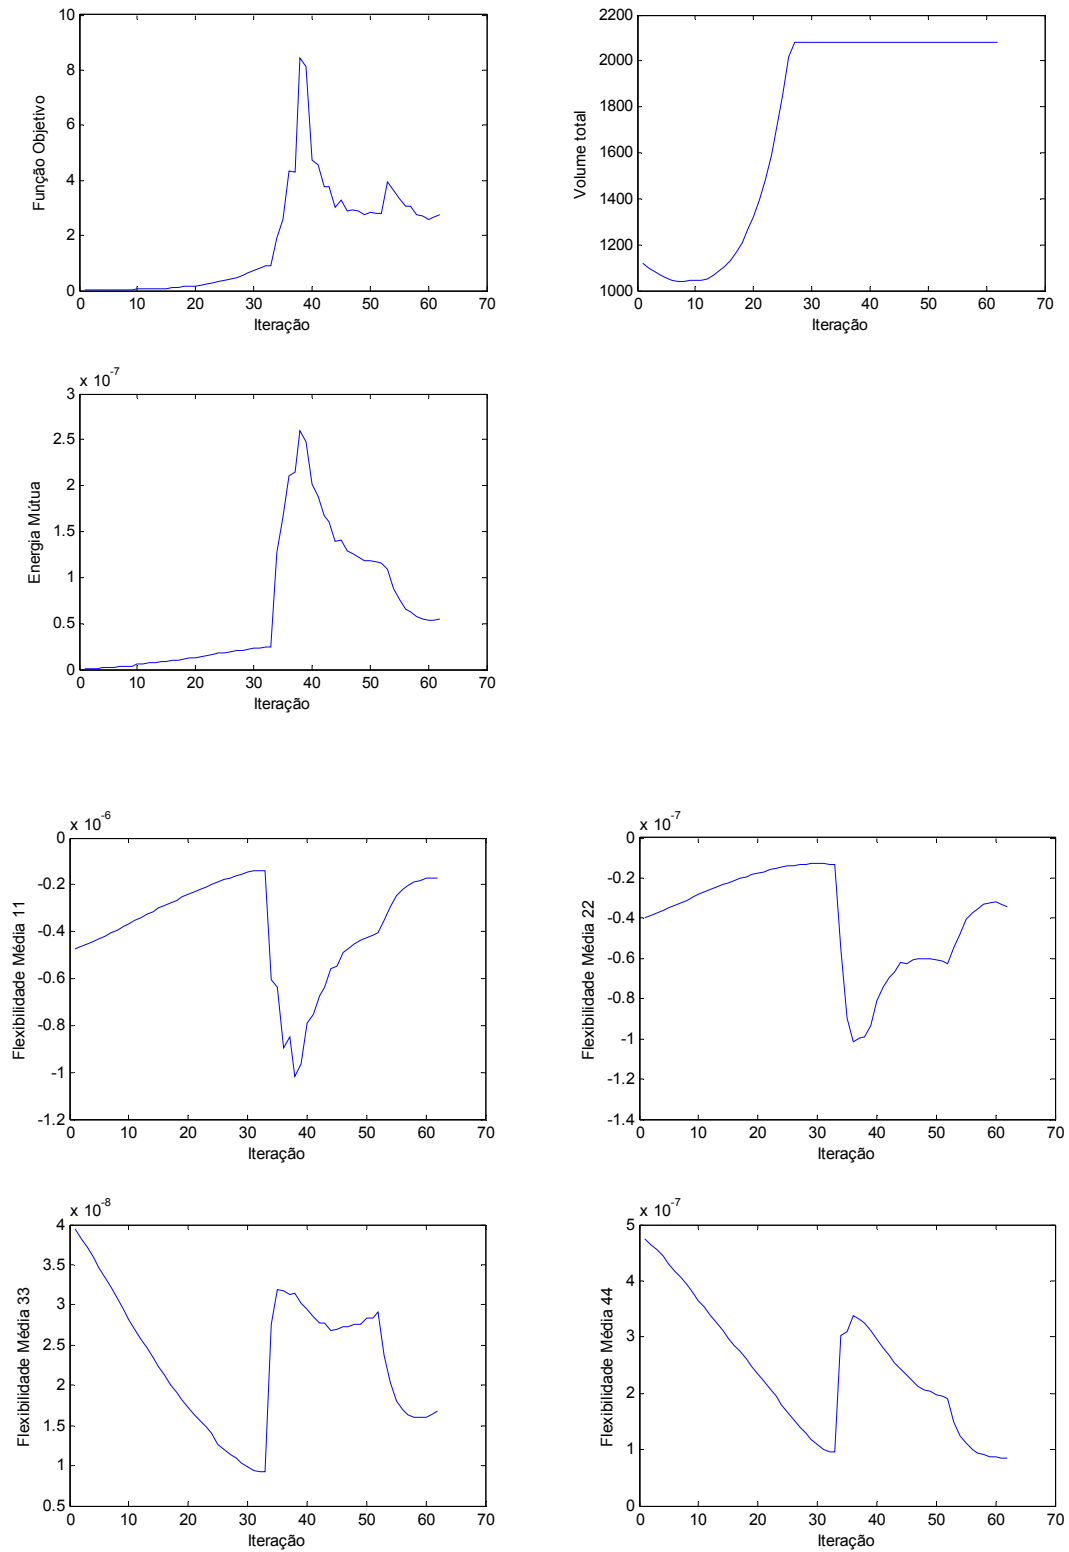 10
8
6
4
2
0
Função Objetivo
0 10 20 30 40 50 60 70
Iteração
2200
2000
1800
1600
1400
1200
1000
Volume total
0 10 20 30 40 50 60 70
Iteração
x 10^-7
3
2.5
2
1.5
1
0.5
0
Energia Mútua
0 10 20 30 40 50 60 70
Iteração
x 10^-6
0
-0.2
-0.4
-0.6
-0.8
-1
-1.2
Flexibilidade Média 11
0 10 20 30 40 50 60 70
Iteração
x 10^-7
0
-0.2
-0.4
-0.6
-0.8
-1
-1.2
-1.4
Flexibilidade Média 22
0 10 20 30 40 50 60 70
Iteração
x 10^-8
4
3.5
3
2.5
2
1.5
1
0.5
Flexibilidade Média 33
0 10 20 30 40 50 60 70
Iteração
x 10^-7
5
4
3
2
1
0
Flexibilidade Média 44
0 10 20 30 40 50 60 70
Iteração